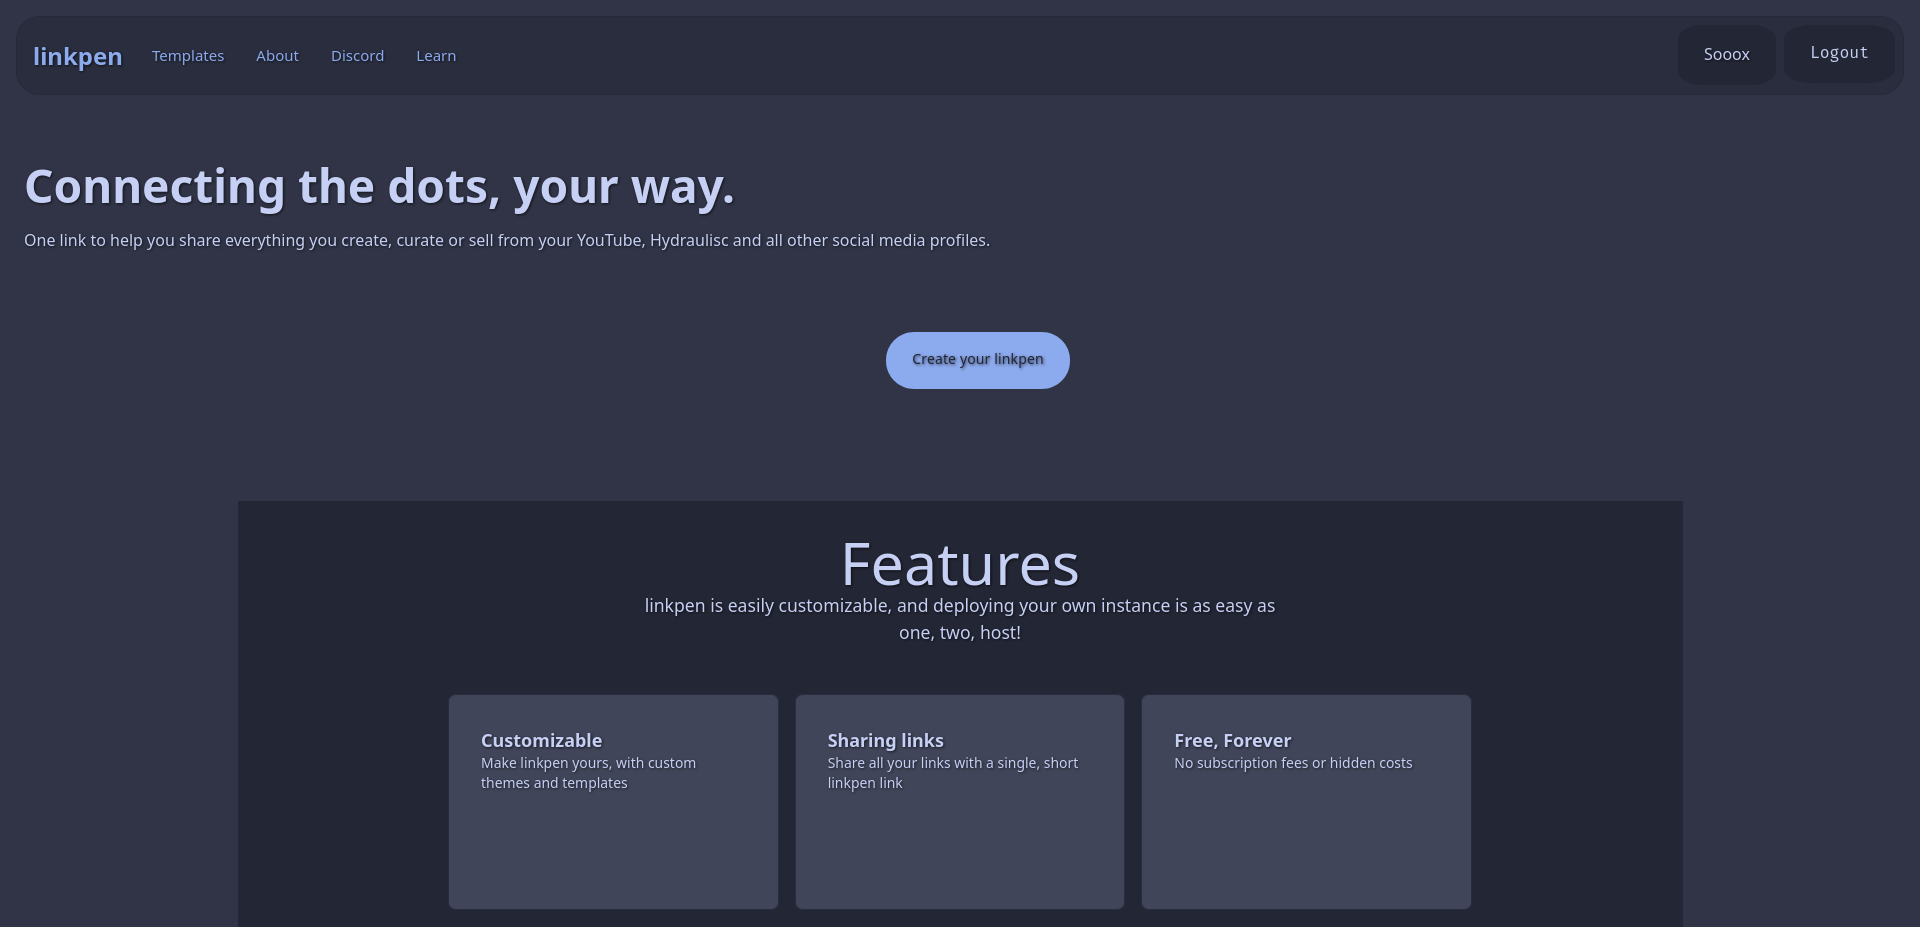 linkpen Templates About Discord Learn Sooox Logout
Connecting the dots, your way.
One link to help you share everything you create, curate or sell from your YouTube, Hydraulisc and all other social media profiles.
Create your linkpen
Features
linkpen is easily customizable, and deploying your own instance is as easy as
one, two, host!
Customizable
Make linkpen yours, with custom
themes and templates
Sharing links
Share all your links with a single, short
linkpen link
Free, Forever
No subscription fees or hidden costs